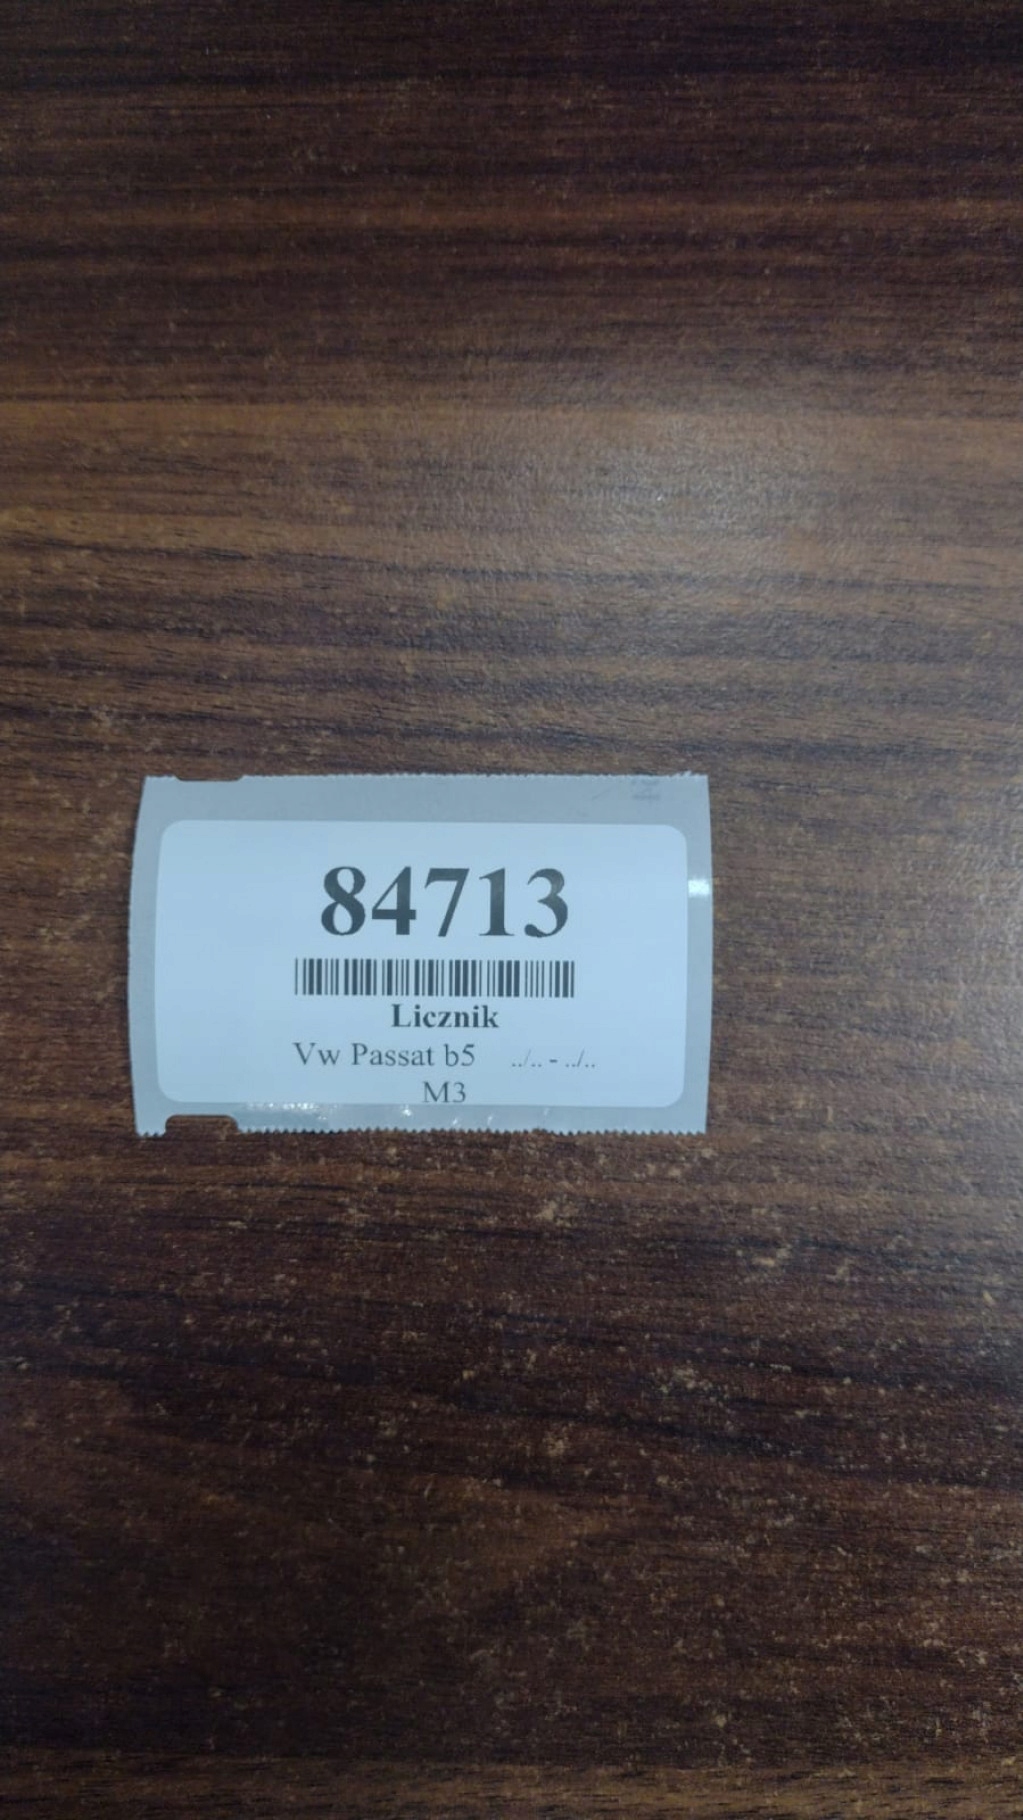 84713
Licznik
Vw Passat b5 ../.. - ../..
M3